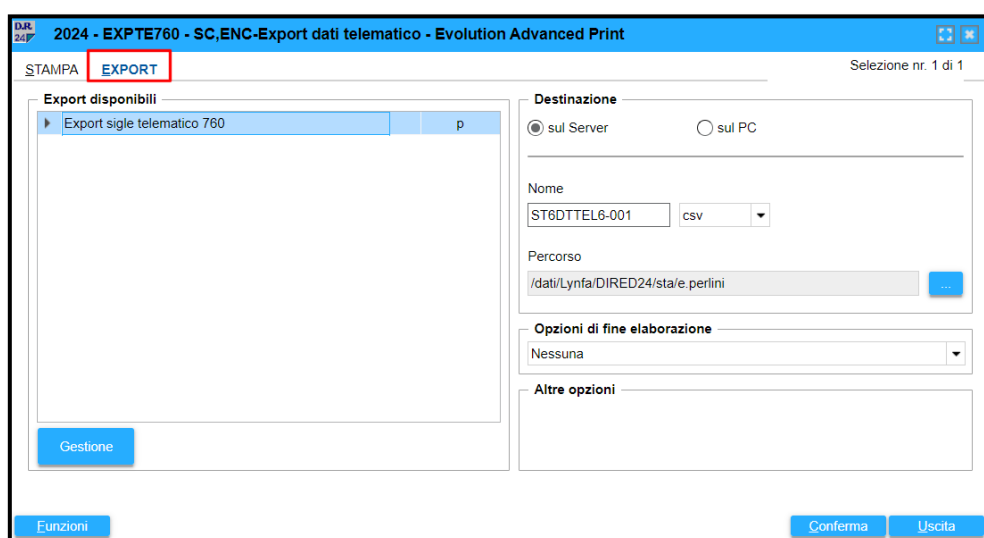 D.R.
24
2024 - EXPTE760 - SC,ENC-Export dati telematico - Evolution Advanced Print
STAMPA EXPORT Selezione nr. 1 di 1
Export disponibili
Export sigle telematico 760 p
Gestione
Destinazione
sul Server sul PC
Nome
ST6DTTEL6-001 csv
Percorso
/dati/Lynfa/DIRED24/sta/e.perlini ...
Opzioni di fine elaborazione
Nessuna
Altre opzioni
Funzioni Conferma Uscita